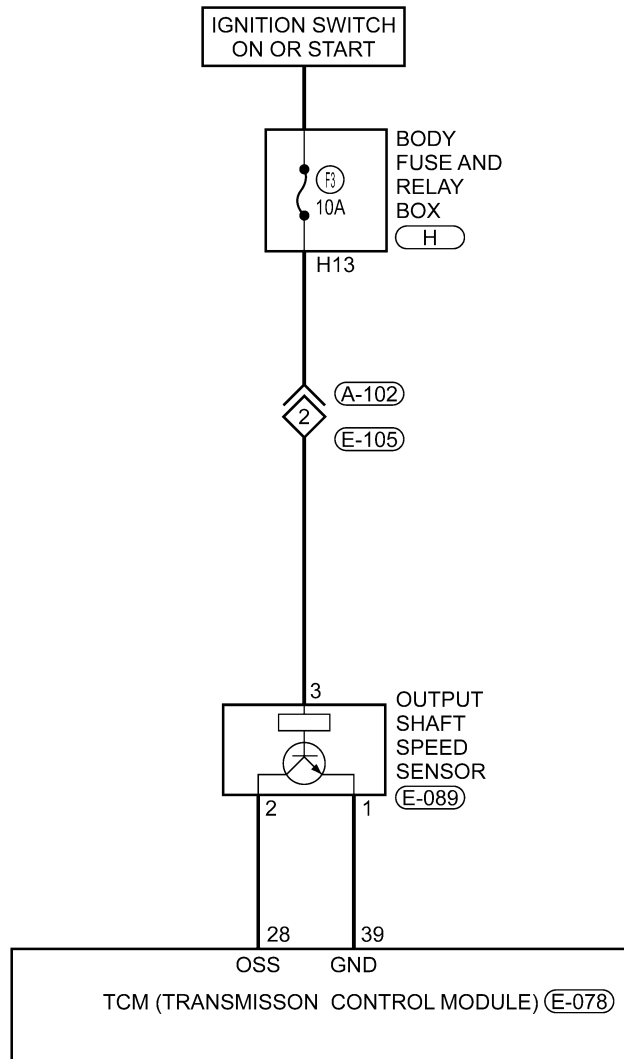 IGNITION SWITCH
ON OR START
BODY
FUSE AND
RELAY
BOX
H
F3
10A
H13
A-102
2
E-105
3
OUTPUT
SHAFT
SPEED
SENSOR
E-089
2
1
28
39
OSS
GND
TCM (TRANSMISSON CONTROL MODULE) E-078